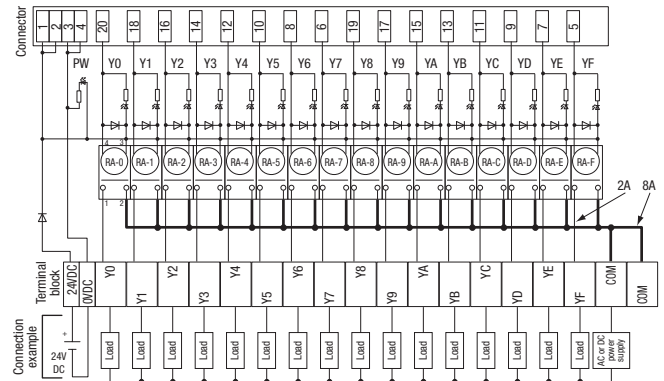 Connector
1 2 3 4 20 18 16 14 12 10 8 6 19 17 15 13 11 9 7 5
PW Y0 Y1 Y2 Y3 Y4 Y5 Y6 Y7 Y8 Y9 YA YB YC YD YE YF
4 3
RA-0 RA-1 RA-2 RA-3 RA-4 RA-5 RA-6 RA-7 RA-8 RA-9 RA-A RA-B RA-C RA-D RA-E RA-F
1 2
2A 8A
Terminal block
24VDC 0VDC Y0 Y1 Y2 Y3 Y4 Y5 Y6 Y7 Y8 Y9 YA YB YC YD YE YF COM COM
Connection example
+
24V
DC
Load Load Load Load Load Load Load Load Load Load Load Load Load Load Load Load
AC or DC
power
supply